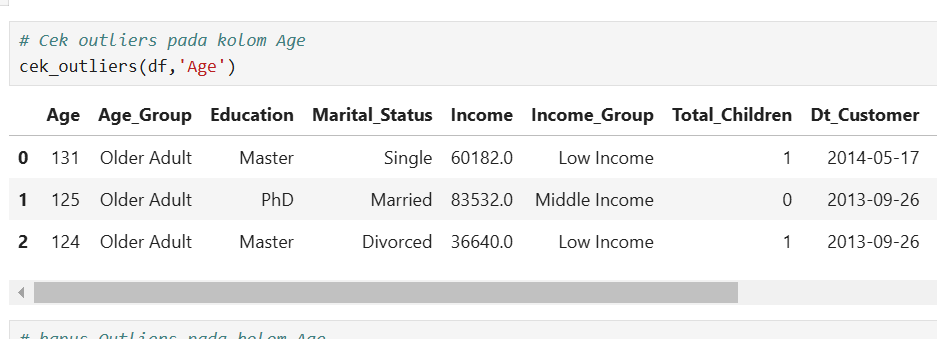 # Cek outliers pada kolom Age
cek_outliers(df,'Age')
Age Age_Group Education Marital_Status Income Income_Group Total_Children Dt_Customer
0 131 Older Adult Master Single 60182.0 Low Income 1 2014-05-17
1 125 Older Adult PhD Married 83532.0 Middle Income 0 2013-09-26
2 124 Older Adult Master Divorced 36640.0 Low Income 1 2013-09-26
# hapus Outliers pada kolom Age